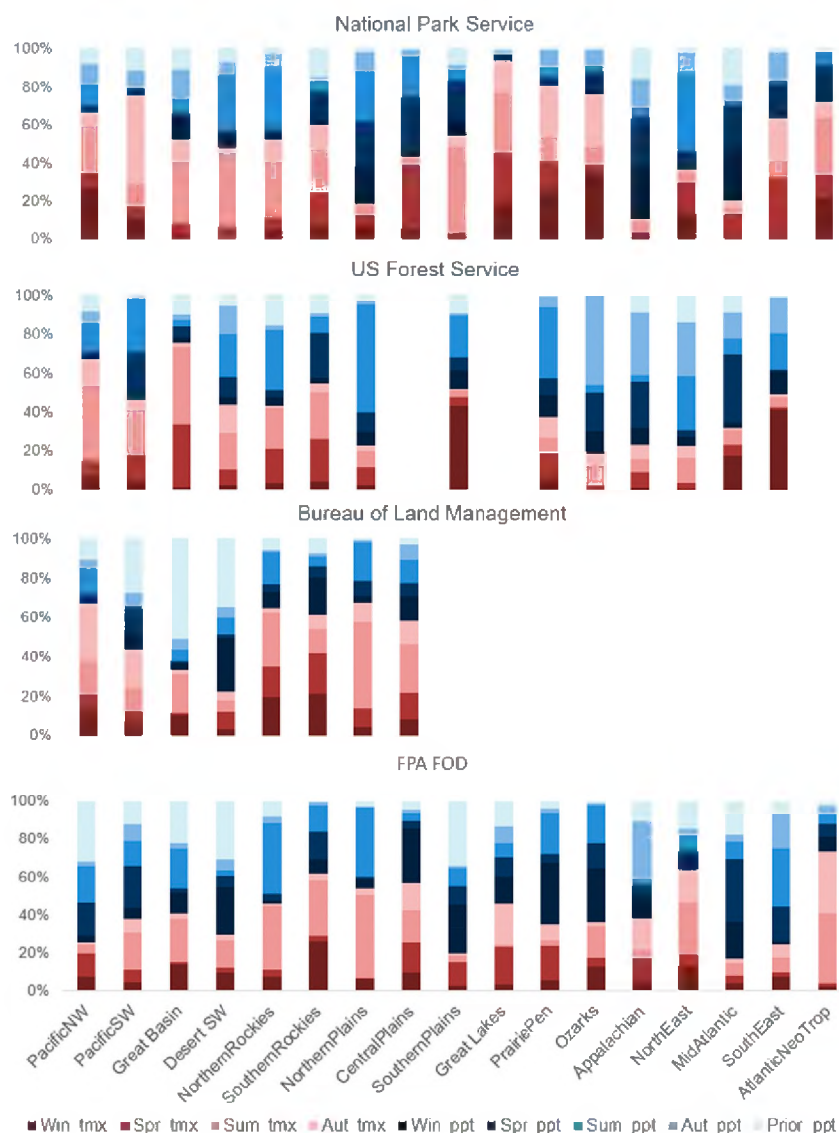 National Park Service
100%
80%
60%
40%
20%
0%
US Forest Service
100%
80%
60%
40%
20%
0%
Bureau of Land Management
100%
80%
60%
40%
20%
0%
FPA FOD
100%
80%
60%
40%
20%
0%
PacificNW
PacificSW
Great Basin
Desert SW
NorthernRockies
SouthernRockies
NorthernPlains
CentralPlains
SouthernPlains
Great Lakes
PrairiePen
Ozarks
Appalachian
NorthEast
MidAtlantic
SouthEast
AtlanticNeoTrop
Win_tmx Spr_tmx Sum_tmx Aut_tmx Win_ppt Spr_ppt Sum_ppt Aut_ppt Prior_ppt